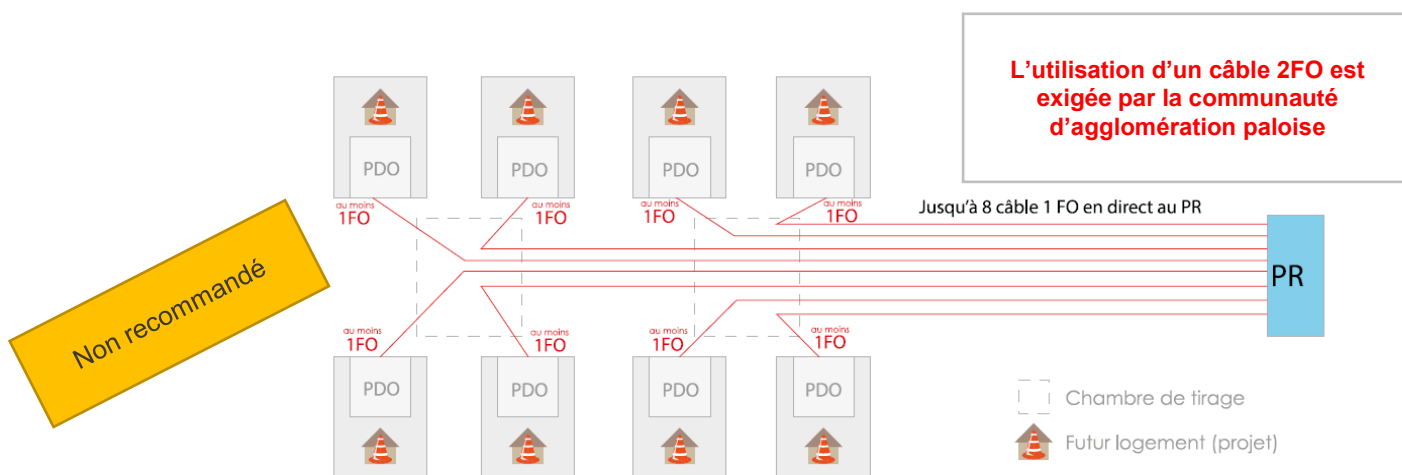 L'utilisation d'un câble 2FO est
exigée par la communauté
d'agglomération paloise
PDO
PDO
PDO
PDO
au moins
1FO
au moins
1FO
au moins
1FO
au moins
1FO
Jusqu'à 8 câble 1 FO en direct au PR
Non recommandé
PR
au moins
1FO
au moins
1FO
au moins
1FO
au moins
1FO
PDO
PDO
PDO
PDO
Chambre de tirage
Futur logement (projet)